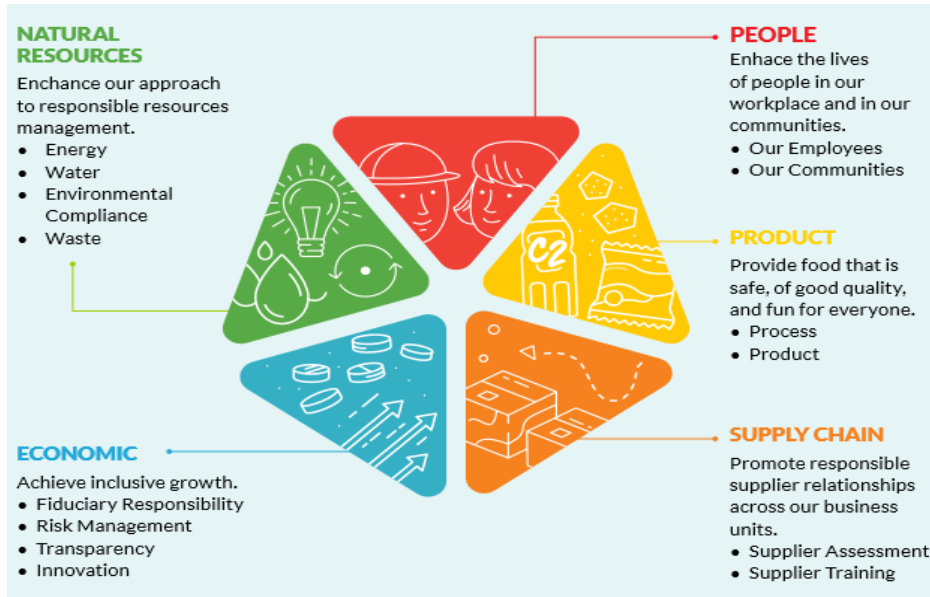 NATURAL
RESOURCES
Enchance our approach
to responsible resources
management.
• Energy
• Water
• Environmental
Compliance
• Waste
PEOPLE
Enhace the lives
of people in our
workplace and in our
communities.
• Our Employees
• Our Communities
C2
PRODUCT
Provide food that is
safe, of good quality,
and fun for everyone.
• Process
• Product
ECONOMIC
Achieve inclusive growth.
• Fiduciary Responsibility
• Risk Management
• Transparency
• Innovation
SUPPLY CHAIN
Promote responsible
supplier relationships
across our business
units.
• Supplier Assessment
• Supplier Training